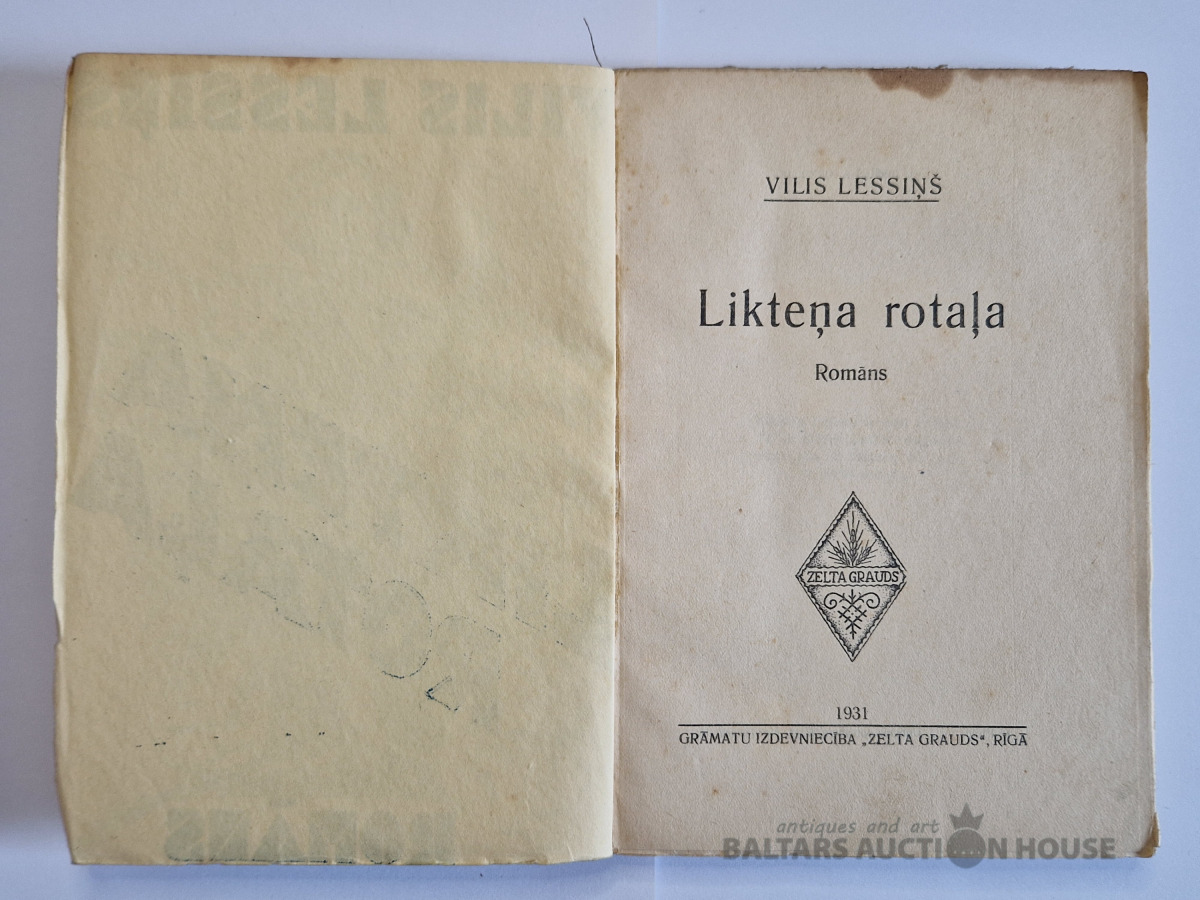 VILIS LESSIŅŠ
Likteņa rotaļa
Romāns
ZELTA GRAUDS
1931
GRĀMATU IZDEVNIECĪBA „ZELTA GRAUDS“, RĪGĀ
antiques and art
BALTARS AUCTION HOUSE